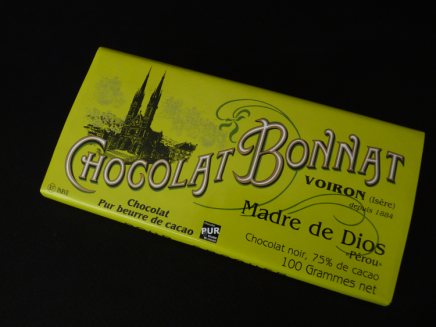 CHOCOLAT BONNAT
VOIRON (Isère)
depuis 1884
Chocolat
Pur beurre de cacao
PUR
Madre de Dios
«Pérou»
Chocolat noir, 75% de cacao
100 Grammes net